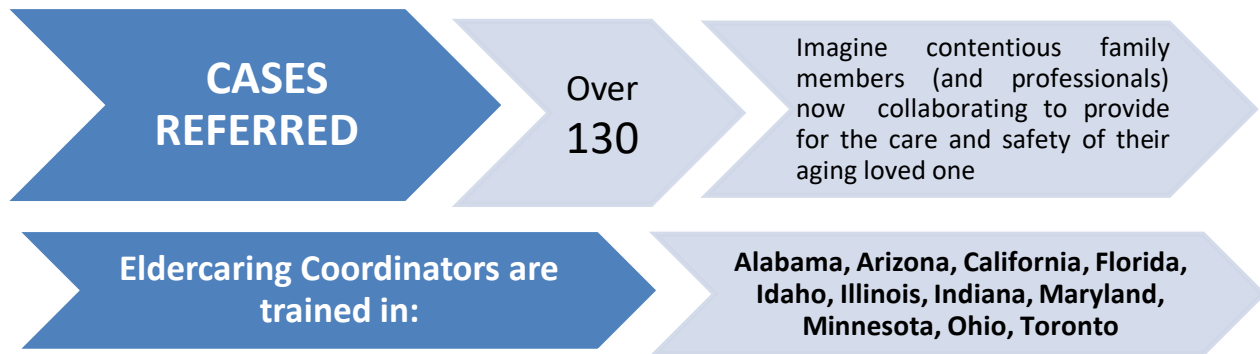 CASES
REFERRED
Over
130
Imagine contentious family
members (and professionals)
now collaborating to provide
for the care and safety of their
aging loved one
Eldercaring Coordinators are
trained in:
Alabama, Arizona, California, Florida,
Idaho, Illinois, Indiana, Maryland,
Minnesota, Ohio, Toronto